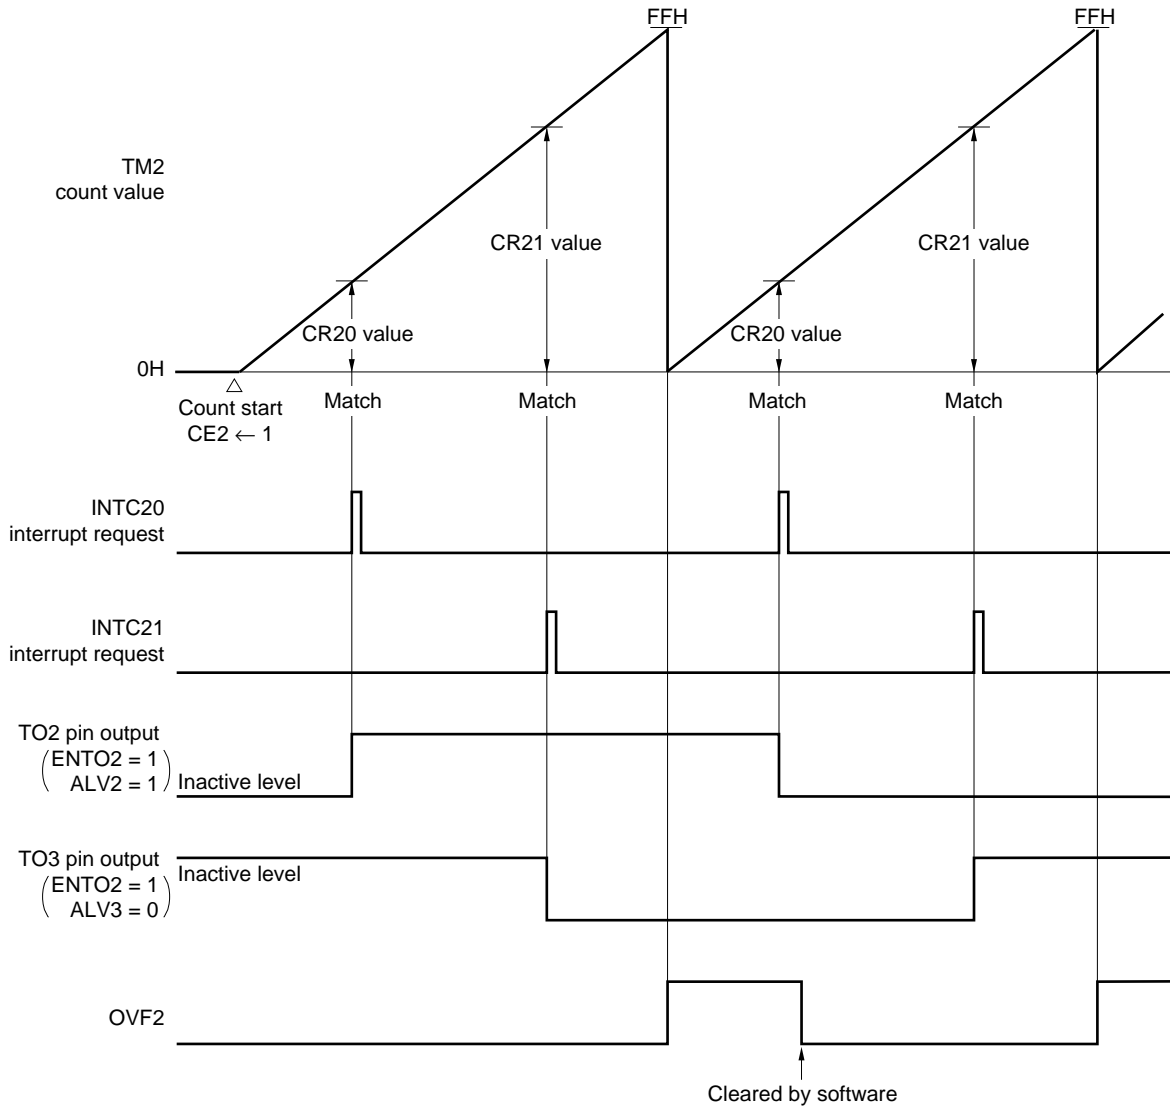 FFH
FFH
TM2
count value
CR21 value
CR21 value
CR20 value
CR20 value
0H
Count start
CE2 ← 1
Match
Match
Match
Match
INTC20
interrupt request
INTC21
interrupt request
TO2 pin output
(ENTO2 = 1
ALV2 = 1)
Inactive level
TO3 pin output
(ENTO2 = 1
ALV3 = 0)
Inactive level
OVF2
Cleared by software